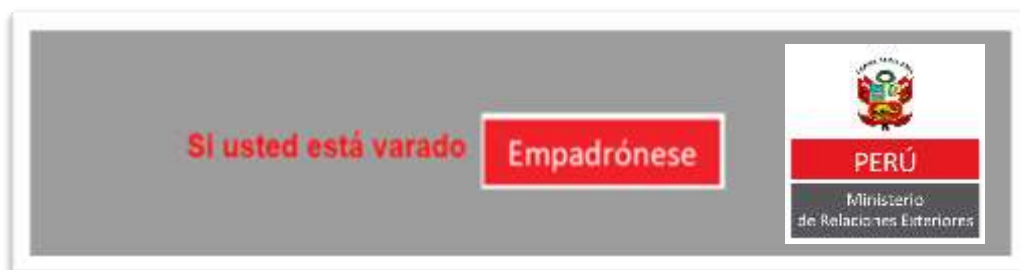 Si usted está varado
Empadrónese
PERÚ
Ministerio
de Relaciones Exteriores